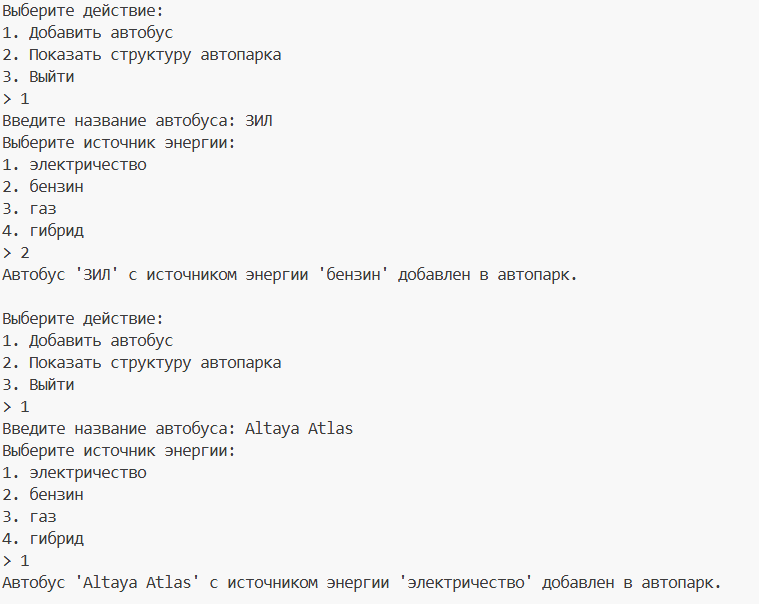 Выберите действие:
1. Добавить автобус
2. Показать структуру автопарка
3. Выйти
> 1
Введите название автобуса: ЗИЛ
Выберите источник энергии:
1. электричество
2. бензин
3. газ
4. гибрид
> 2
Автобус 'ЗИЛ' с источником энергии 'бензин' добавлен в автопарк.

Выберите действие:
1. Добавить автобус
2. Показать структуру автопарка
3. Выйти
> 1
Введите название автобуса: Altaya Atlas
Выберите источник энергии:
1. электричество
2. бензин
3. газ
4. гибрид
> 1
Автобус 'Altaya Atlas' с источником энергии 'электричество' добавлен в автопарк.